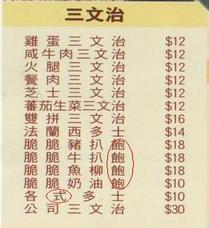 三文治
雞蛋三文治 $12
咸牛肉三文治 $12
火腿三文治 $12
餐肉三文治 $12
芝士三文治 $12
蕃茄生菜三文治 $12
雙拼三文治 $16
法蘭西多士 $14
脆脆豬扒飽 $18
脆脆牛扒飽 $18
脆脆魚柳飽 $18
脆脆奶油飽 $10
各式多士 $10
公司三文治 $30